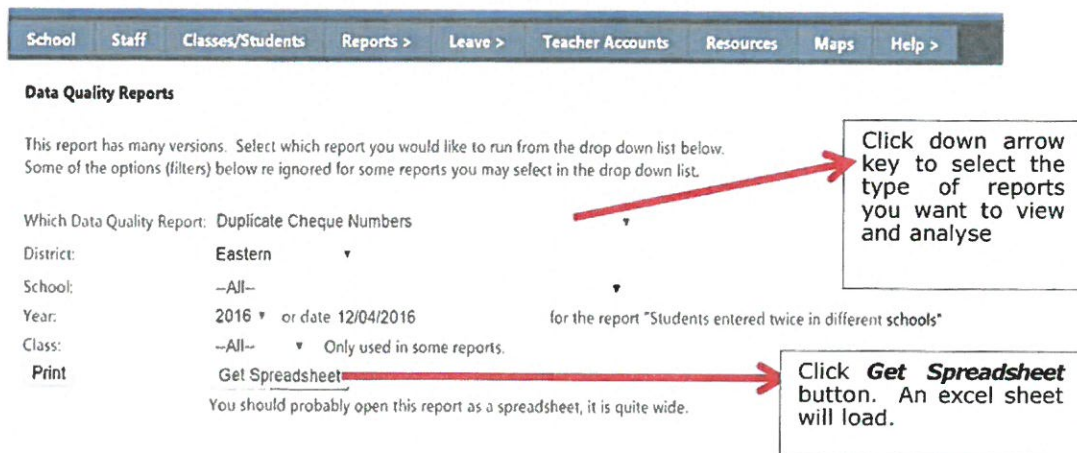 School Staff Classes/Students Reports > Leave > Teacher Accounts Resources Maps Help >
Data Quality Reports
This report has many versions. Select which report you would like to run from the drop down list below.
Some of the options (filters) below re ignored for some reports you may select in the drop down list.
Which Data Quality Report: Duplicate Cheque Numbers
District: Eastern
School: --All--
Year: 2016 or date 12/04/2016 for the report "Students entered twice in different schools"
Class: --All-- Only used in some reports.
Print Get Spreadsheet
You should probably open this report as a spreadsheet, it is quite wide.
Click down arrow
key to select the
type of reports
you want to view
and analyse
Click Get Spreadsheet
button. An excel sheet
will load.